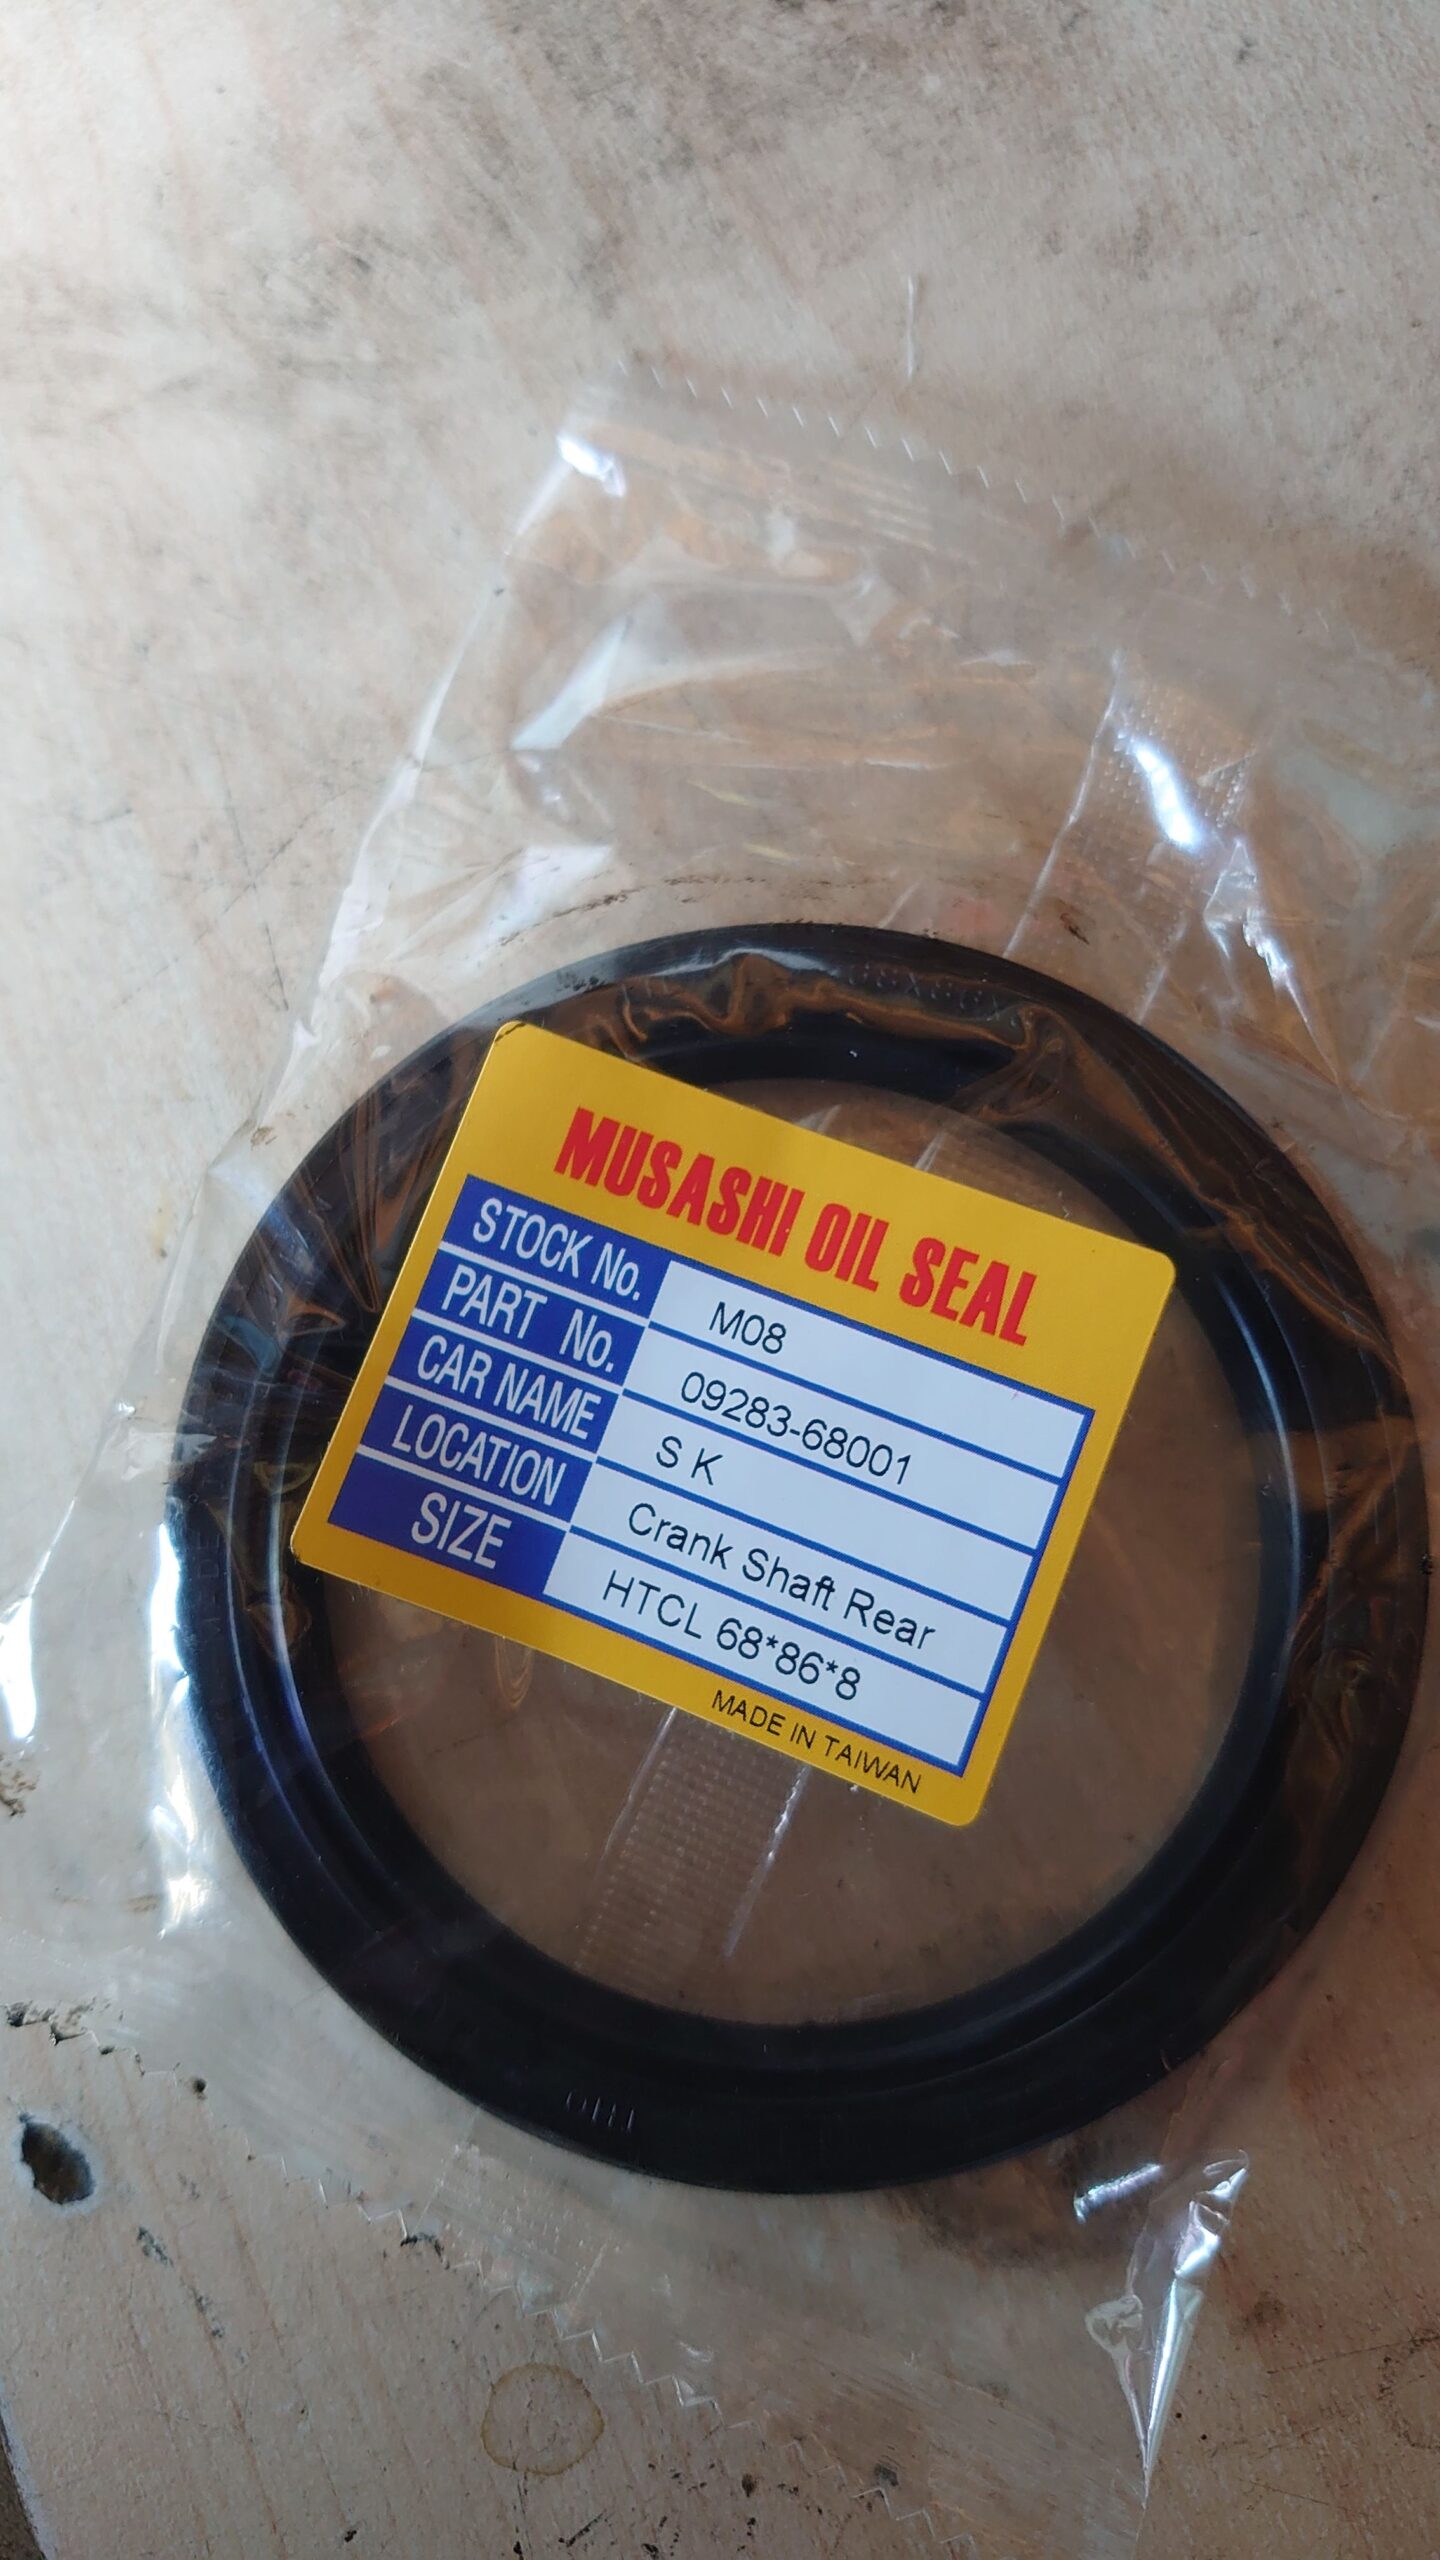 MUSASHI OIL SEAL
STOCK No. M08
PART No. 09283-68001
CAR NAME S K
LOCATION Crank Shaft Rear
SIZE HTCL 68*86*8
MADE IN TAIWAN